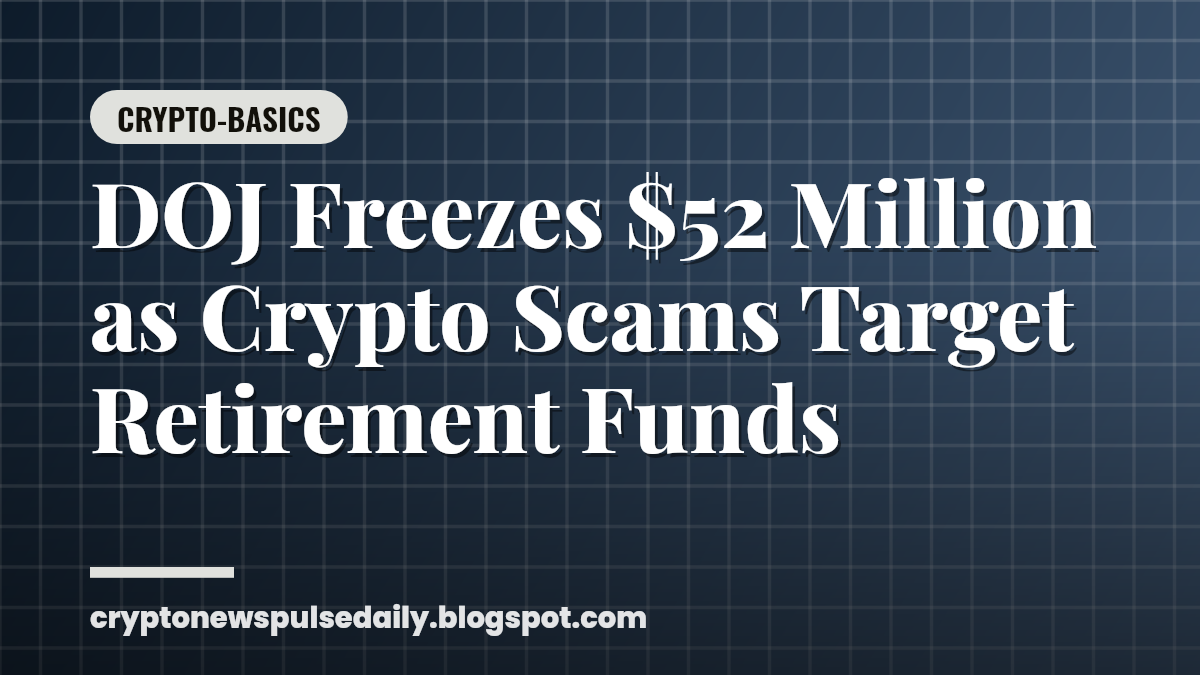 CRYPTO-BASICS
DOJ Freezes $52 Million
as Crypto Scams Target
Retirement Funds
cryptonewspulsedaily.blogspot.com